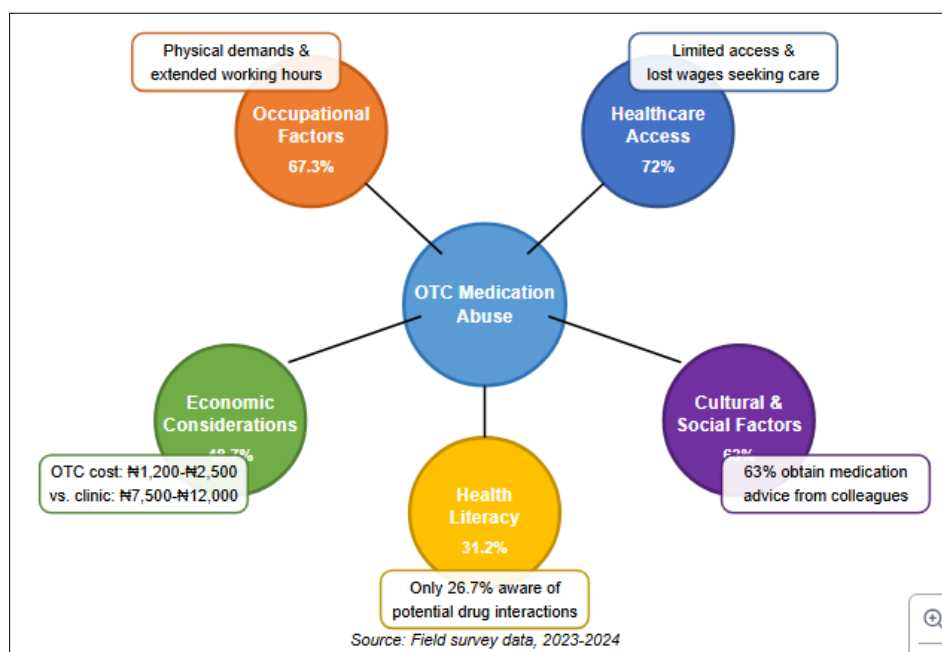 Physical demands &
extended working hours
Occupational
Factors
67.3%
Limited access &
lost wages seeking care
Healthcare
Access
72%
OTC Medication
Abuse
Economic
Considerations
48.7%
OTC cost: ₦1,200-₦2,500
vs. clinic: ₦7,500-₦12,000
Cultural &
Social Factors
63%
63% obtain medication
advice from colleagues
Health
Literacy
31.2%
Only 26.7% aware of
potential drug interactions
Source: Field survey data, 2023-2024